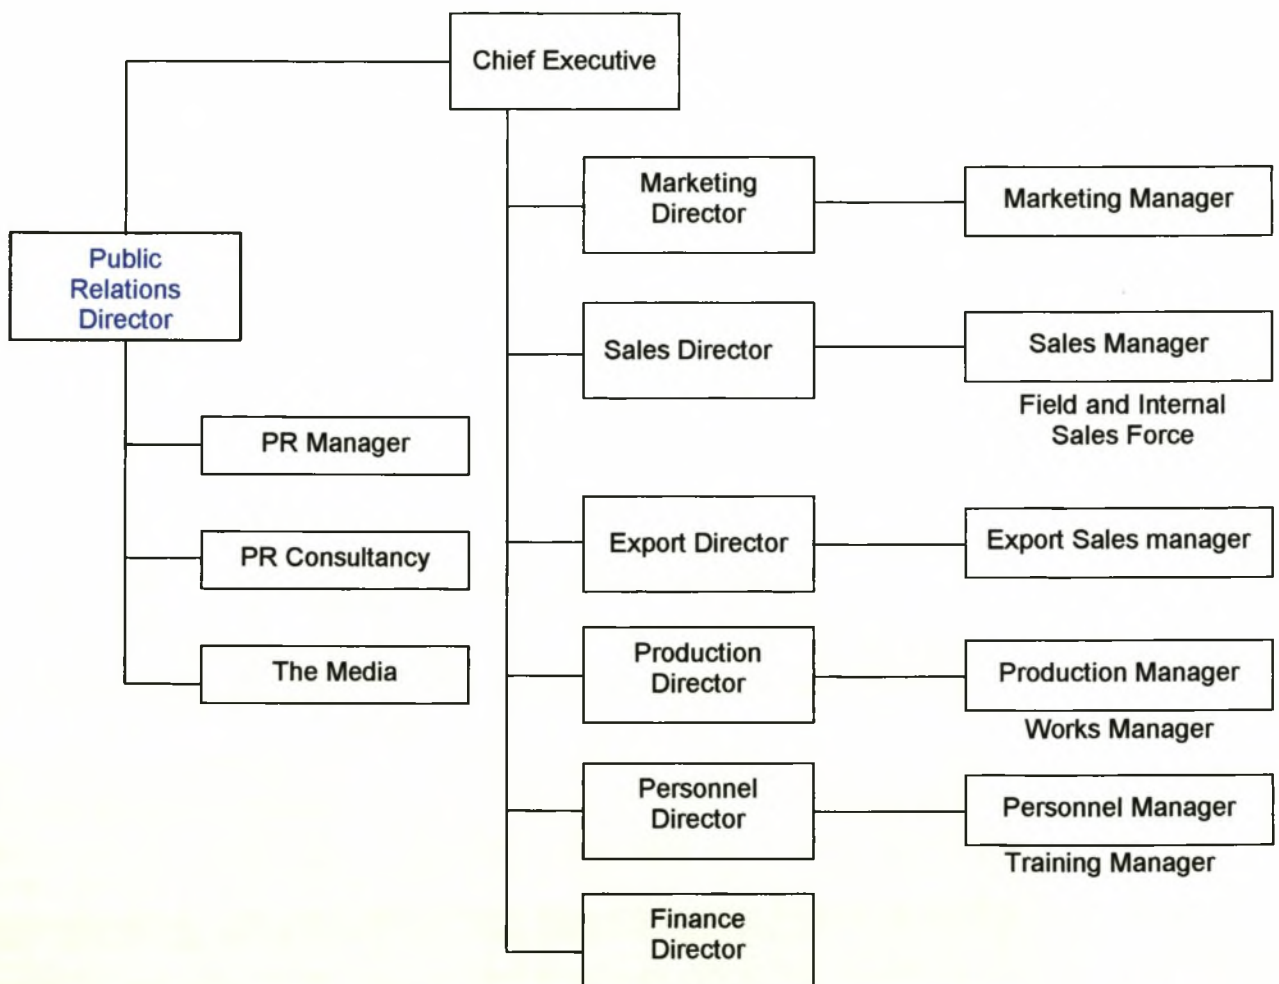 Chief Executive
Public
Relations
Director
PR Manager
PR Consultancy
The Media
Marketing
Director
Marketing Manager
Sales Director
Sales Manager
Field and Internal
Sales Force
Export Director
Export Sales manager
Production
Director
Production Manager
Works Manager
Personnel
Director
Personnel Manager
Training Manager
Finance
Director